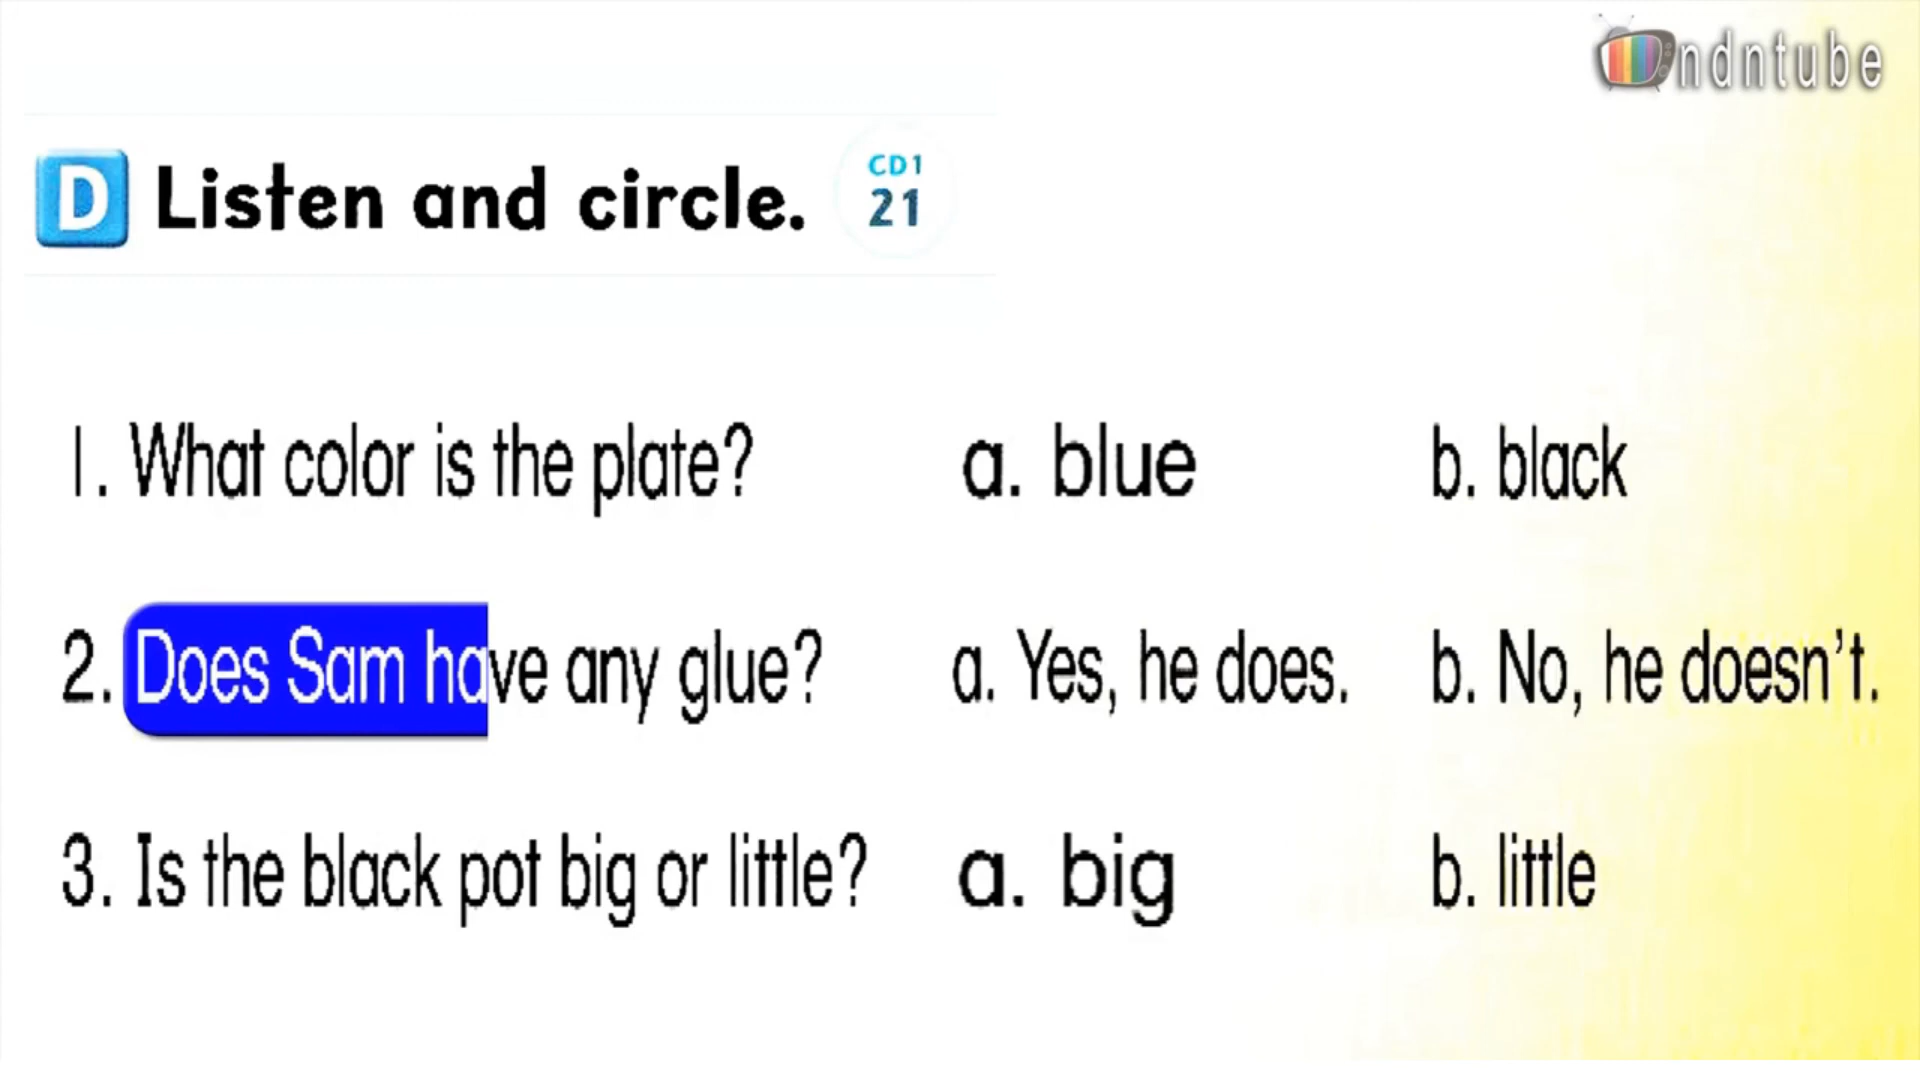 ndntube
D Listen and circle. CD1 21
1. What color is the plate? a. blue b. black
2. Does Sam have any glue? a. Yes, he does. b. No, he doesn't.
3. Is the black pot big or little? a. big b. little